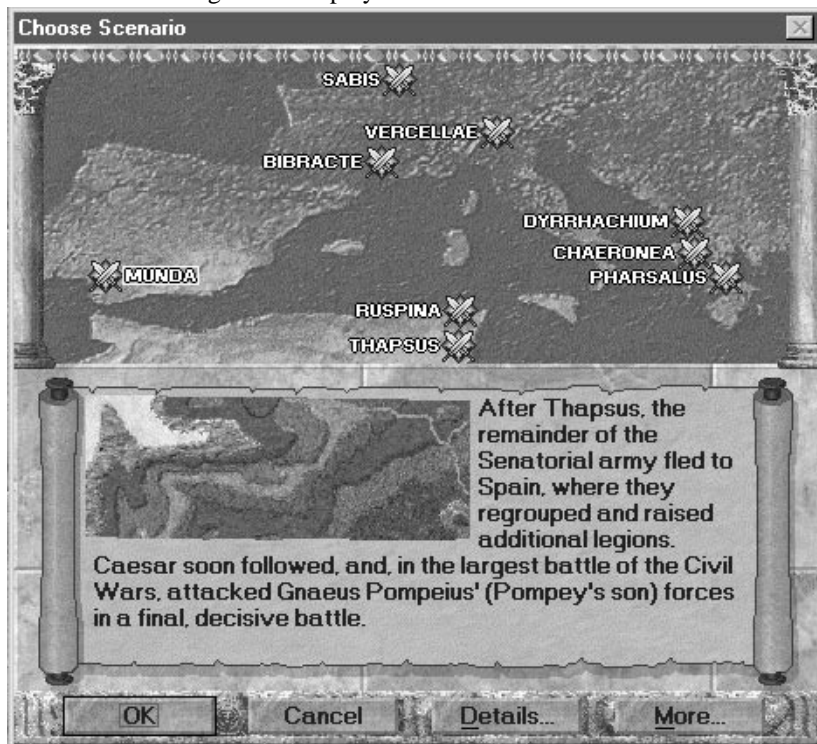 Choose Scenario
SABIS
VERCELLAE
BIBRACTE
DYRRHACHIUM
CHAERONEA
MUNDA
PHARSALUS
RUSPINA
THAPSUS
After Thapsus, the
remainder of the
Senatorial army fled to
Spain, where they
regrouped and raised
additional legions.
Caesar soon followed, and, in the largest battle of the Civil
Wars, attacked Gnaeus Pompeius' (Pompey's son) forces
in a final, decisive battle.
OK
Cancel
Details...
More...